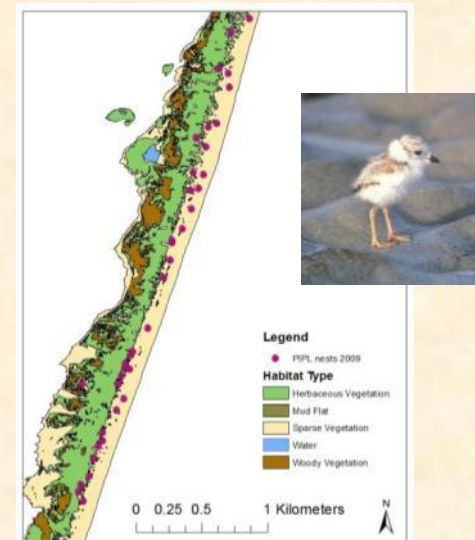 Legend
PIPL nests 2009
Habitat Type
Herbaceous Vegetation
Mud Flat
Sparse Vegetation
Water
Woody Vegetation
0 0.25 0.5 1 Kilometers
N